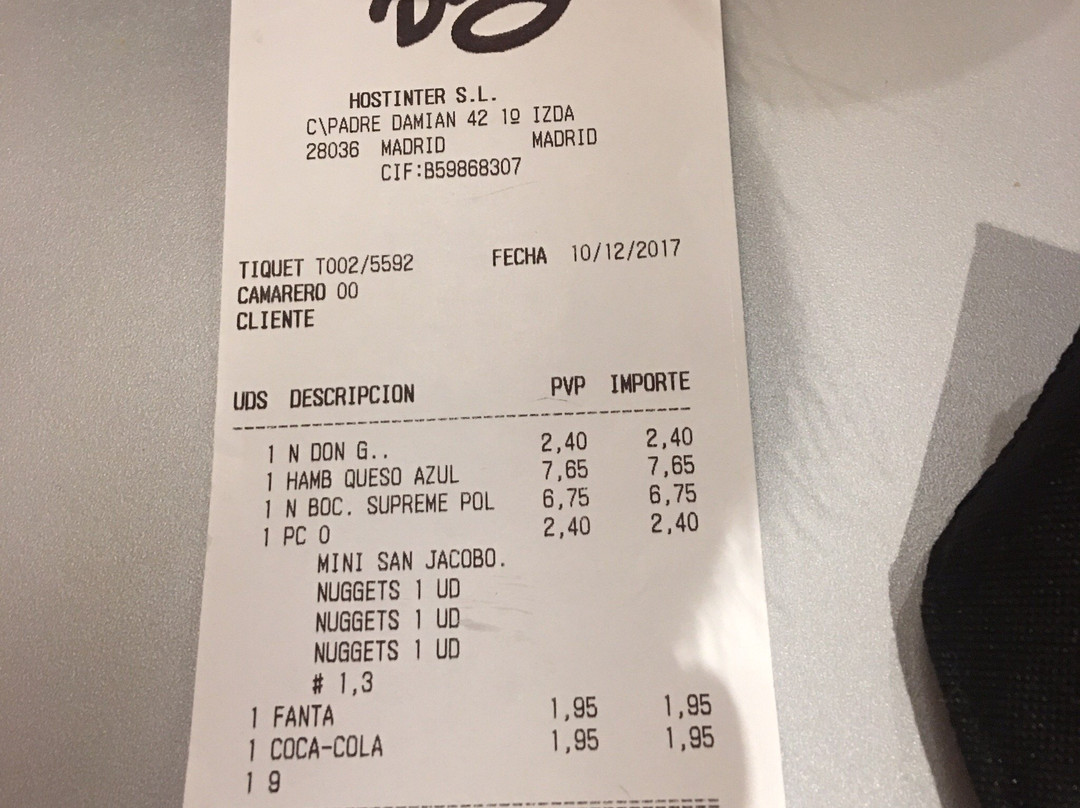 HOSTINTER S.L.
C\PADRE DAMIAN 42 1º IZDA
28036 MADRID MADRID
CIF:B59868307
TIQUET T002/5592 FECHA 10/12/2017
CAMARERO 00
CLIENTE
UDS DESCRIPCION PVP IMPORTE
1 N DON G.. 2,40 2,40
1 HAMB QUESO AZUL 7,65 7,65
1 N BOC. SUPREME POL 6,75 6,75
1 PC O 2,40 2,40
MINI SAN JACOBO.
NUGGETS 1 UD
NUGGETS 1 UD
NUGGETS 1 UD
# 1,3
1 FANTA 1,95 1,95
1 COCA-COLA 1,95 1,95
1 9